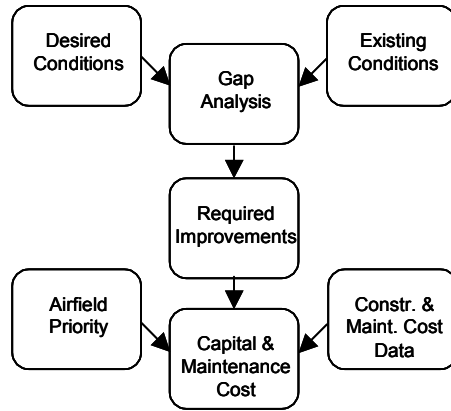 Desired
Conditions
Existing
Conditions
Gap
Analysis
Required
Improvements
Airfield
Priority
Capital &
Maintenance
Cost
Constr. &
Maint. Cost
Data